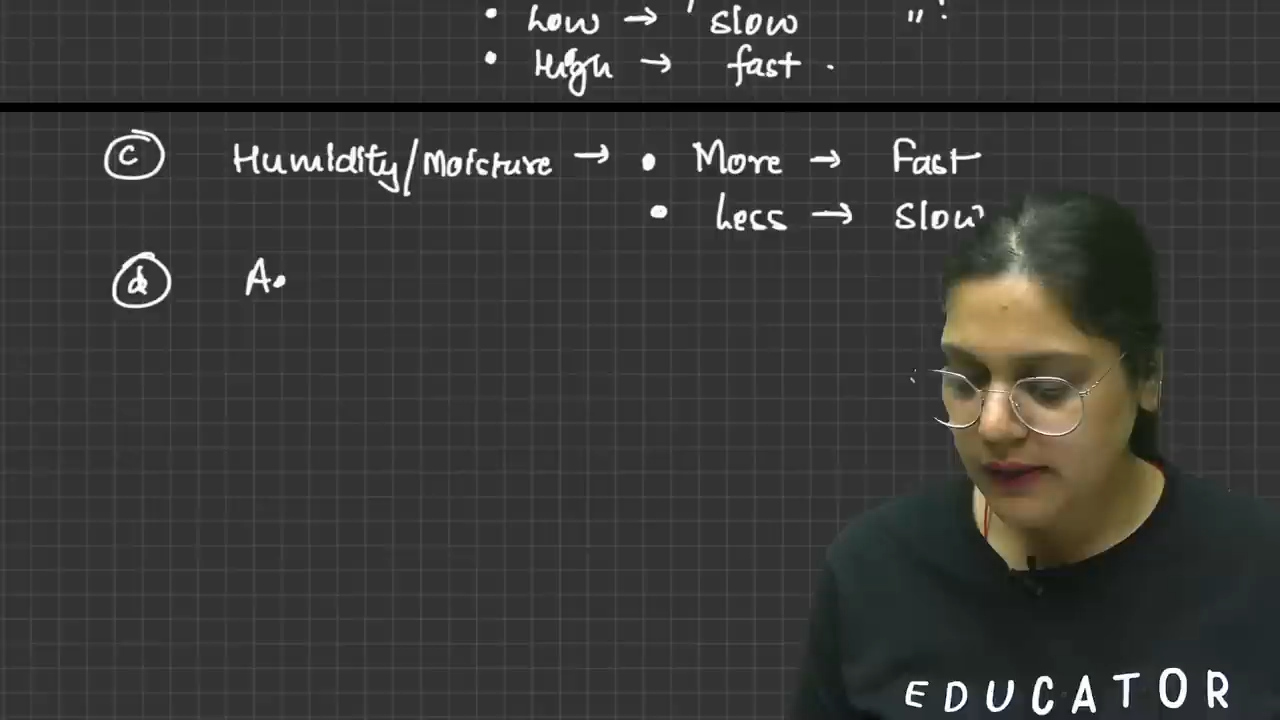 • Low → slow " .
• High → fast .
(c) Humidity/Moisture → • More → Fast
• Less → Slow
(d) A.
EDUCATOR